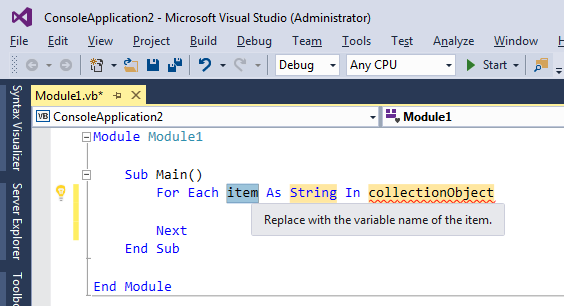 ConsoleApplication2 - Microsoft Visual Studio (Administrator)
File Edit View Project Build Debug Team Tools Test Analyze Window H
Debug Any CPU Start
Syntax Visualizer
Server Explorer
Toolbo
Module1.vb*
VB ConsoleApplication2 Module1
Module Module1
Sub Main()
For Each item As String In collectionObject
Replace with the variable name of the item.
Next
End Sub
End Module